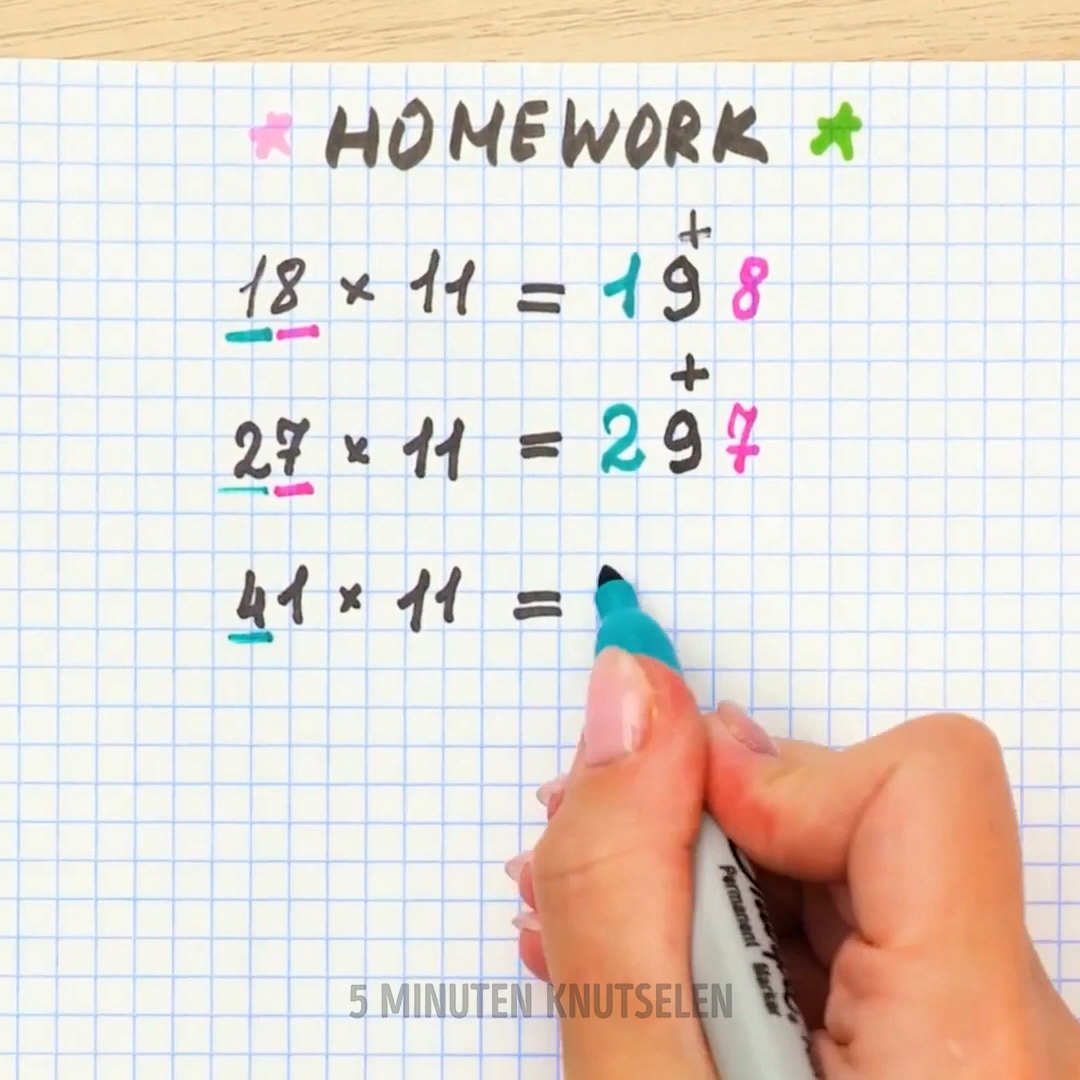 HOMEWORK
+
18 × 11 = 198
+
27 × 11 = 297
41 × 11 =
Permanent Marker
5 MINUTEN KNUTSELEN